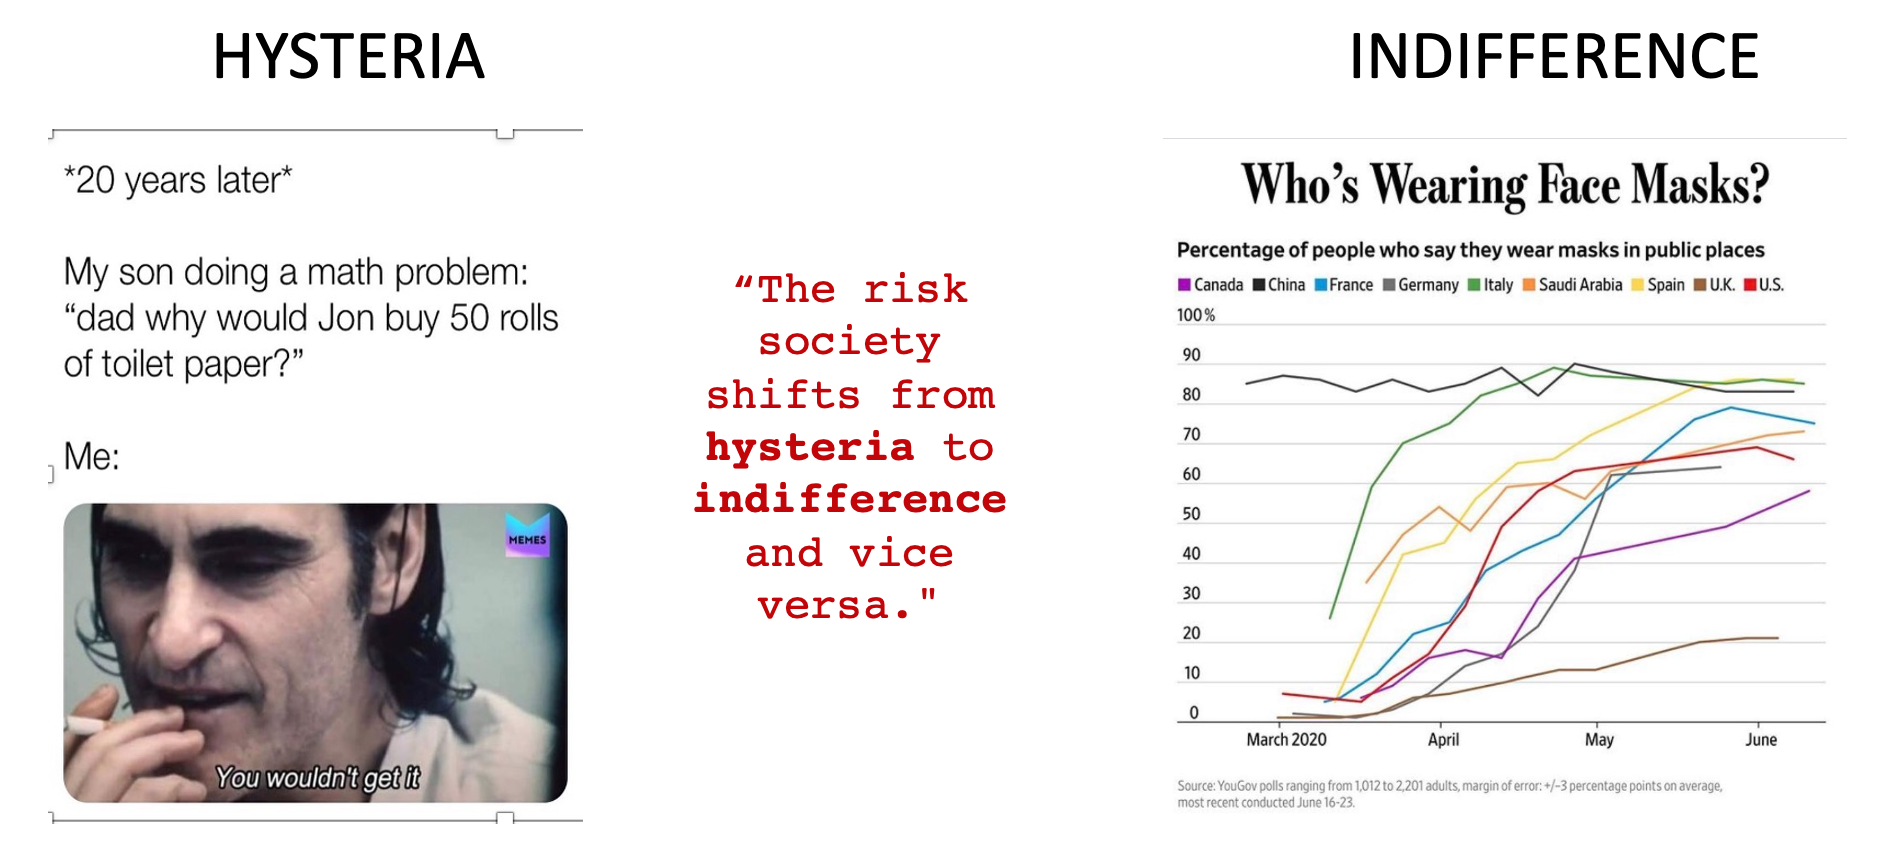 HYSTERIA
*20 years later*
My son doing a math problem:
“dad why would Jon buy 50 rolls
of toilet paper?”
Me:
MEMES
You wouldn't get it
“The risk
society
shifts from
hysteria to
indifference
and vice
versa."
INDIFFERENCE
Who’s Wearing Face Masks?
Percentage of people who say they wear masks in public places
Canada China France Germany Italy Saudi Arabia Spain U.K. U.S.
100%
90
80
70
60
50
40
30
20
10
0
March 2020 April May June
Source: YouGov polls ranging from 1,012 to 2,201 adults, margin of error: +/–3 percentage points on average,
most recent conducted June 16-23.